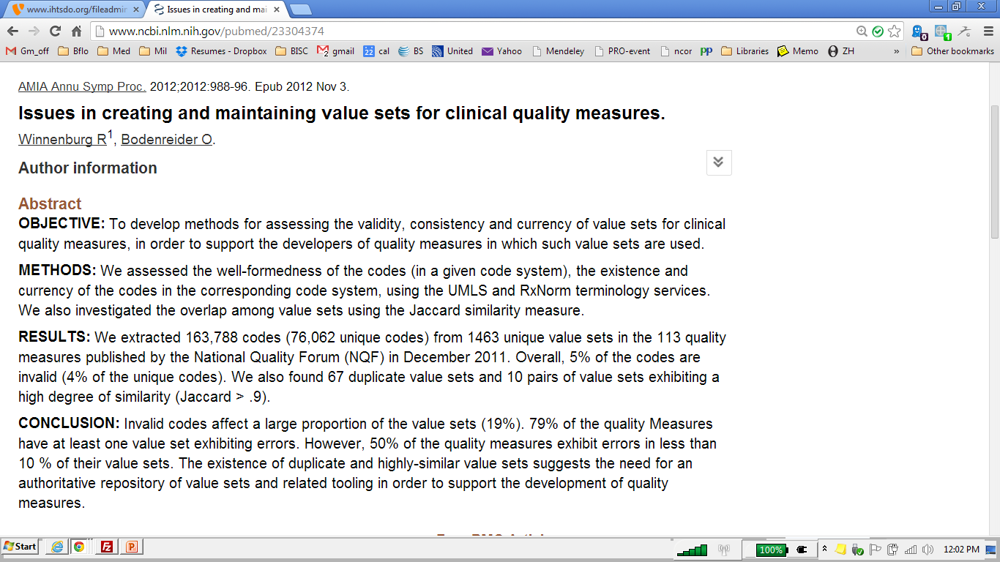 www.ihtsdo.org/fileadmin
Issues in creating and mai
www.ncbi.nlm.nih.gov/pubmed/23304374
0
1
Gm_off Bflo Med Mil Resumes - Dropbox BISC gmail 22 cal BS United Yahoo Mendeley PRO-event ncor pp Libraries Memo ZH » Other bookmarks
AMIA Annu Symp Proc. 2012;2012:988-96. Epub 2012 Nov 3.
Issues in creating and maintaining value sets for clinical quality measures.
Winnenburg R1, Bodenreider O.
Author information
Abstract
OBJECTIVE: To develop methods for assessing the validity, consistency and currency of value sets for clinical
quality measures, in order to support the developers of quality measures in which such value sets are used.
METHODS: We assessed the well-formedness of the codes (in a given code system), the existence and
currency of the codes in the corresponding code system, using the UMLS and RxNorm terminology services.
We also investigated the overlap among value sets using the Jaccard similarity measure.
RESULTS: We extracted 163,788 codes (76,062 unique codes) from 1463 unique value sets in the 113 quality
measures published by the National Quality Forum (NQF) in December 2011. Overall, 5% of the codes are
invalid (4% of the unique codes). We also found 67 duplicate value sets and 10 pairs of value sets exhibiting a
high degree of similarity (Jaccard > .9).
CONCLUSION: Invalid codes affect a large proportion of the value sets (19%). 79% of the quality Measures
have at least one value set exhibiting errors. However, 50% of the quality measures exhibit errors in less than
10 % of their value sets. The existence of duplicate and highly-similar value sets suggests the need for an
authoritative repository of value sets and related tooling in order to support the development of quality
measures.
Start
100%
12:02 PM